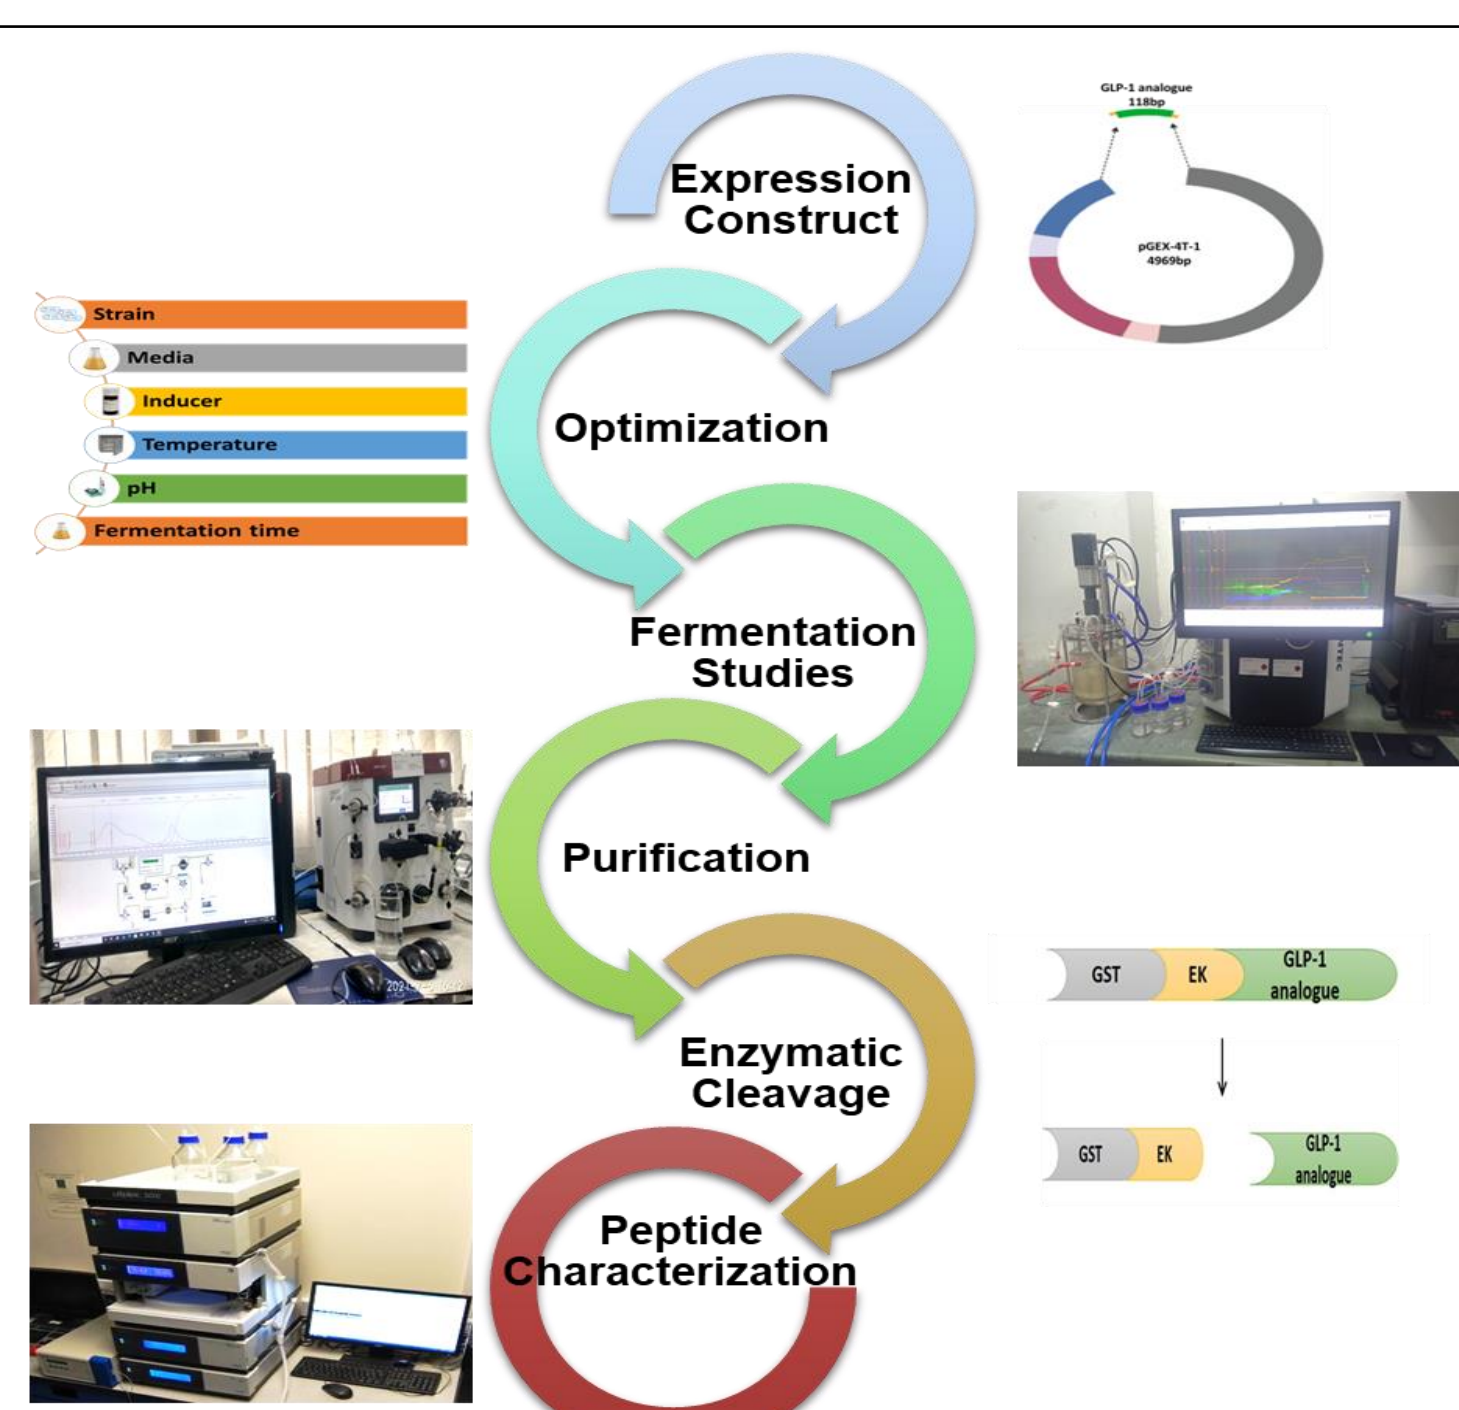 GLP-1 analogue
118bp
Expression
Construct
pGEX-4T-1
4969bp
Strain
Media
Inducer
Temperature
pH
Fermentation time
Optimization
Fermentation
Studies
Purification
Enzymatic
Cleavage
GST
EK
GLP-1
analogue
GST
EK
GLP-1
analogue
Peptide
Characterization